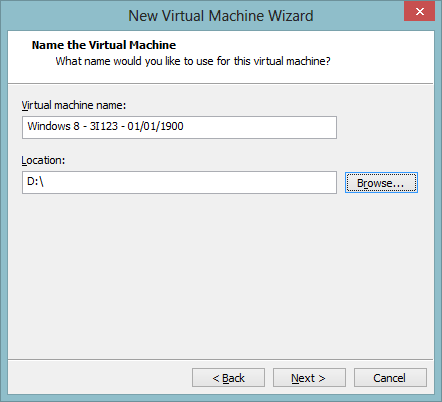 New Virtual Machine Wizard
Name the Virtual Machine
What name would you like to use for this virtual machine?
Virtual machine name:
Windows 8 - 3I123 - 01/01/1900
Location:
D:\
Browse...
< Back
Next >
Cancel